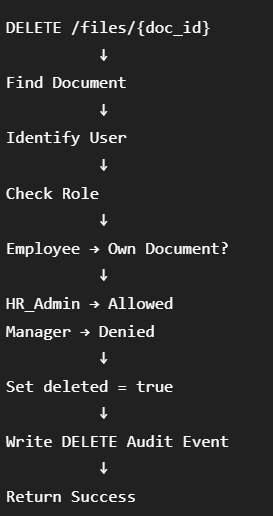 DELETE /files/{doc_id}
↓
Find Document
↓
Identify User
↓
Check Role
↓
Employee → Own Document?
↓
HR_Admin → Allowed
Manager → Denied
↓
Set deleted = true
↓
Write DELETE Audit Event
↓
Return Success